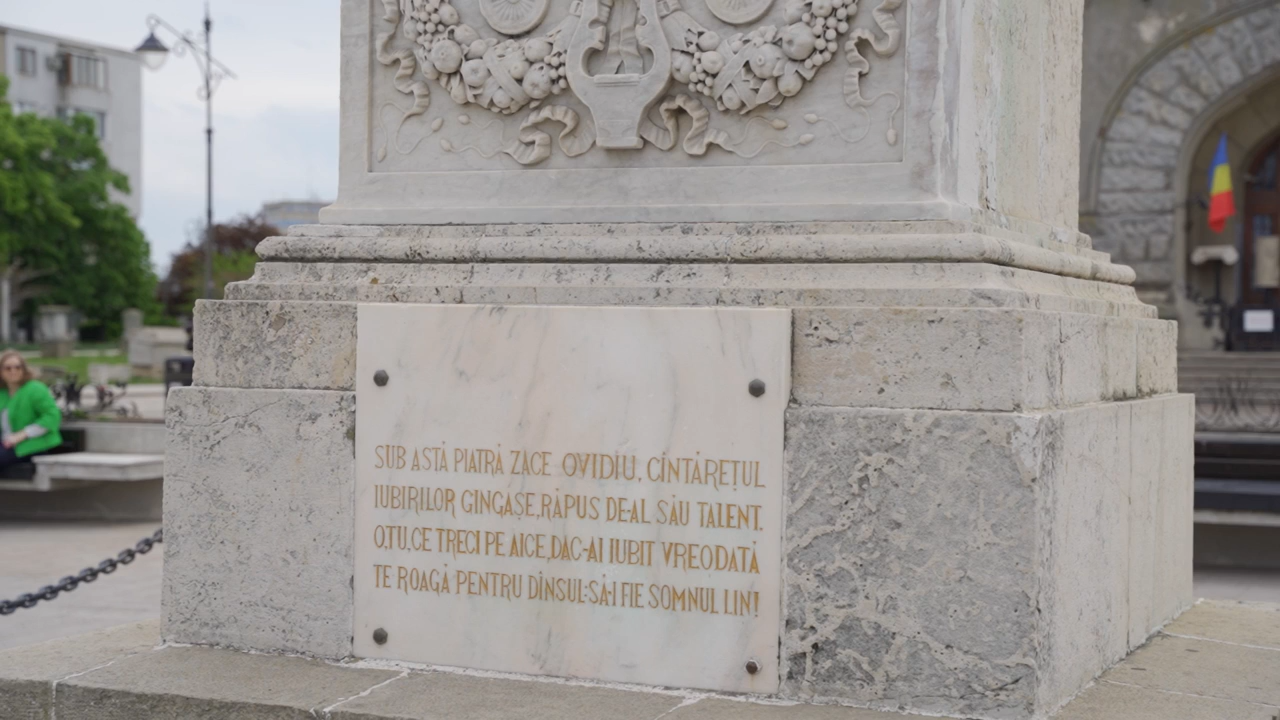 SUB ASTĂ PIATRĂ ZACE OVIDIU, CÎNTĂREȚUL
IUBIRILOR GINGAȘE, RĂPUS DE-AL SĂU TALENT.
O, TU, CE TRECI PE AICE, DAC-AI IUBIT VREODATĂ
TE ROAGĂ PENTRU DÎNSUL: SĂ-I FIE SOMNUL LIN!